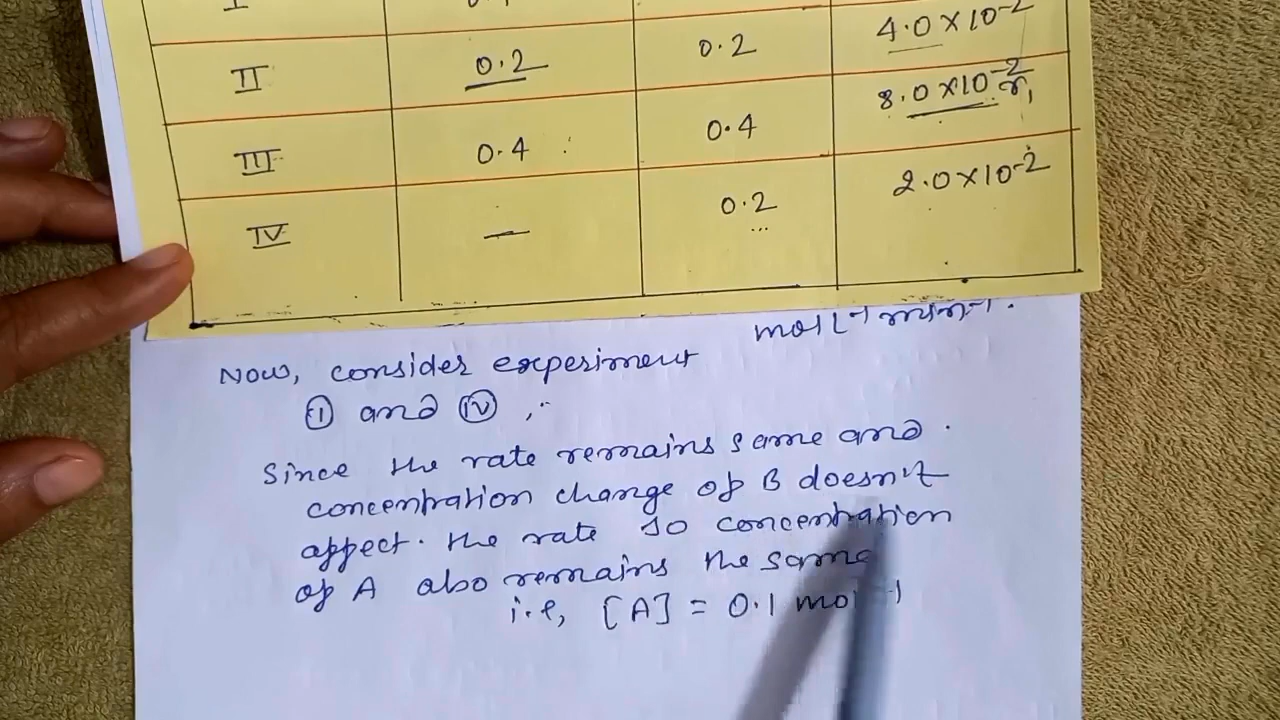 I
II 0.2 0.2 4.0 × 10⁻²
III 0.4 0.4 8.0 × 10⁻²
IV — 0.2 2.0 × 10⁻²
mol L⁻¹ min⁻¹.
Now, consider experiment
① and ⓘⓥ,
Since the rate remains same and
concentration change of B doesn't
affect. the rate so concentration
of A also remains the same
i.e, [A] = 0.1